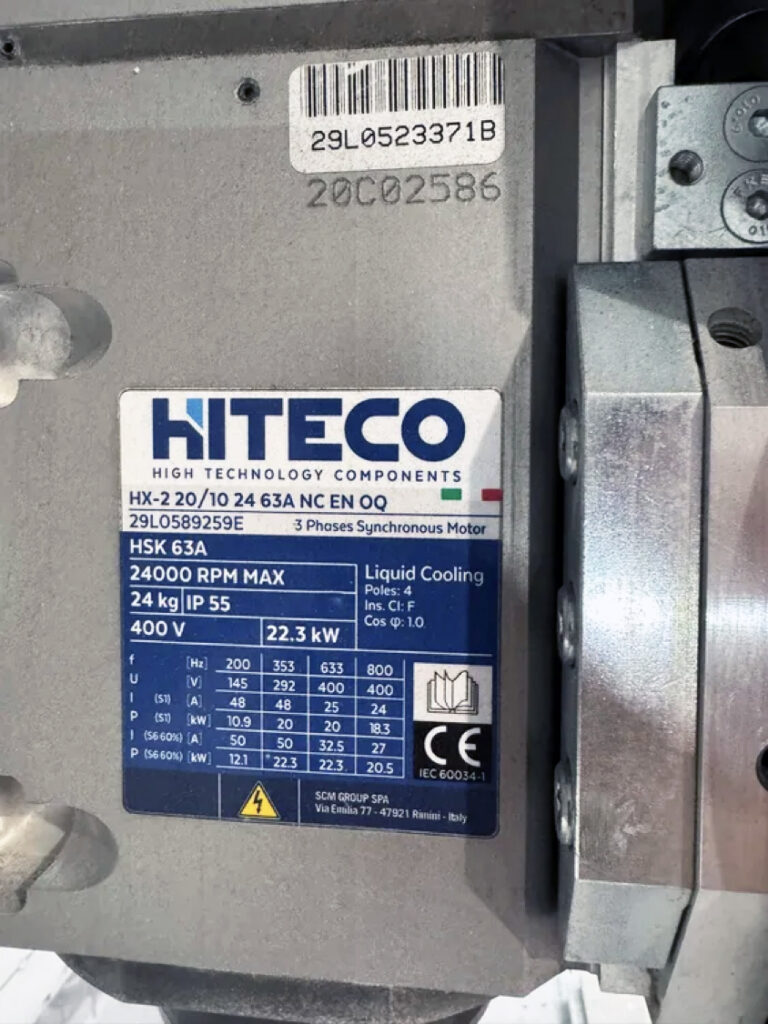 29L0523371B
20C02586
HITECO
HIGH TECHNOLOGY COMPONENTS
HX-2 20/10 24 63A NC EN OQ
29L0589259E 3 Phases Synchronous Motor
HSK 63A
24000 RPM MAX
Liquid Cooling
Poles: 4
Ins. Cl: F
Cos φ: 1.0
24 kg IP 55
400 V 22.3 kW
f [Hz] 200 353 633 800
U [V] 145 292 400 400
I (S1) [A] 48 48 25 24
P (S1) [kW] 10.9 20 20 18.3
I (S6 60%) [A] 50 50 32.5 27
P (S6 60%) [kW] 12.1 22.3 22.3 20.5
CE
IEC 60034-1
SCM GROUP SPA
Via Emilia 77 - 47921 Rimini - Italy